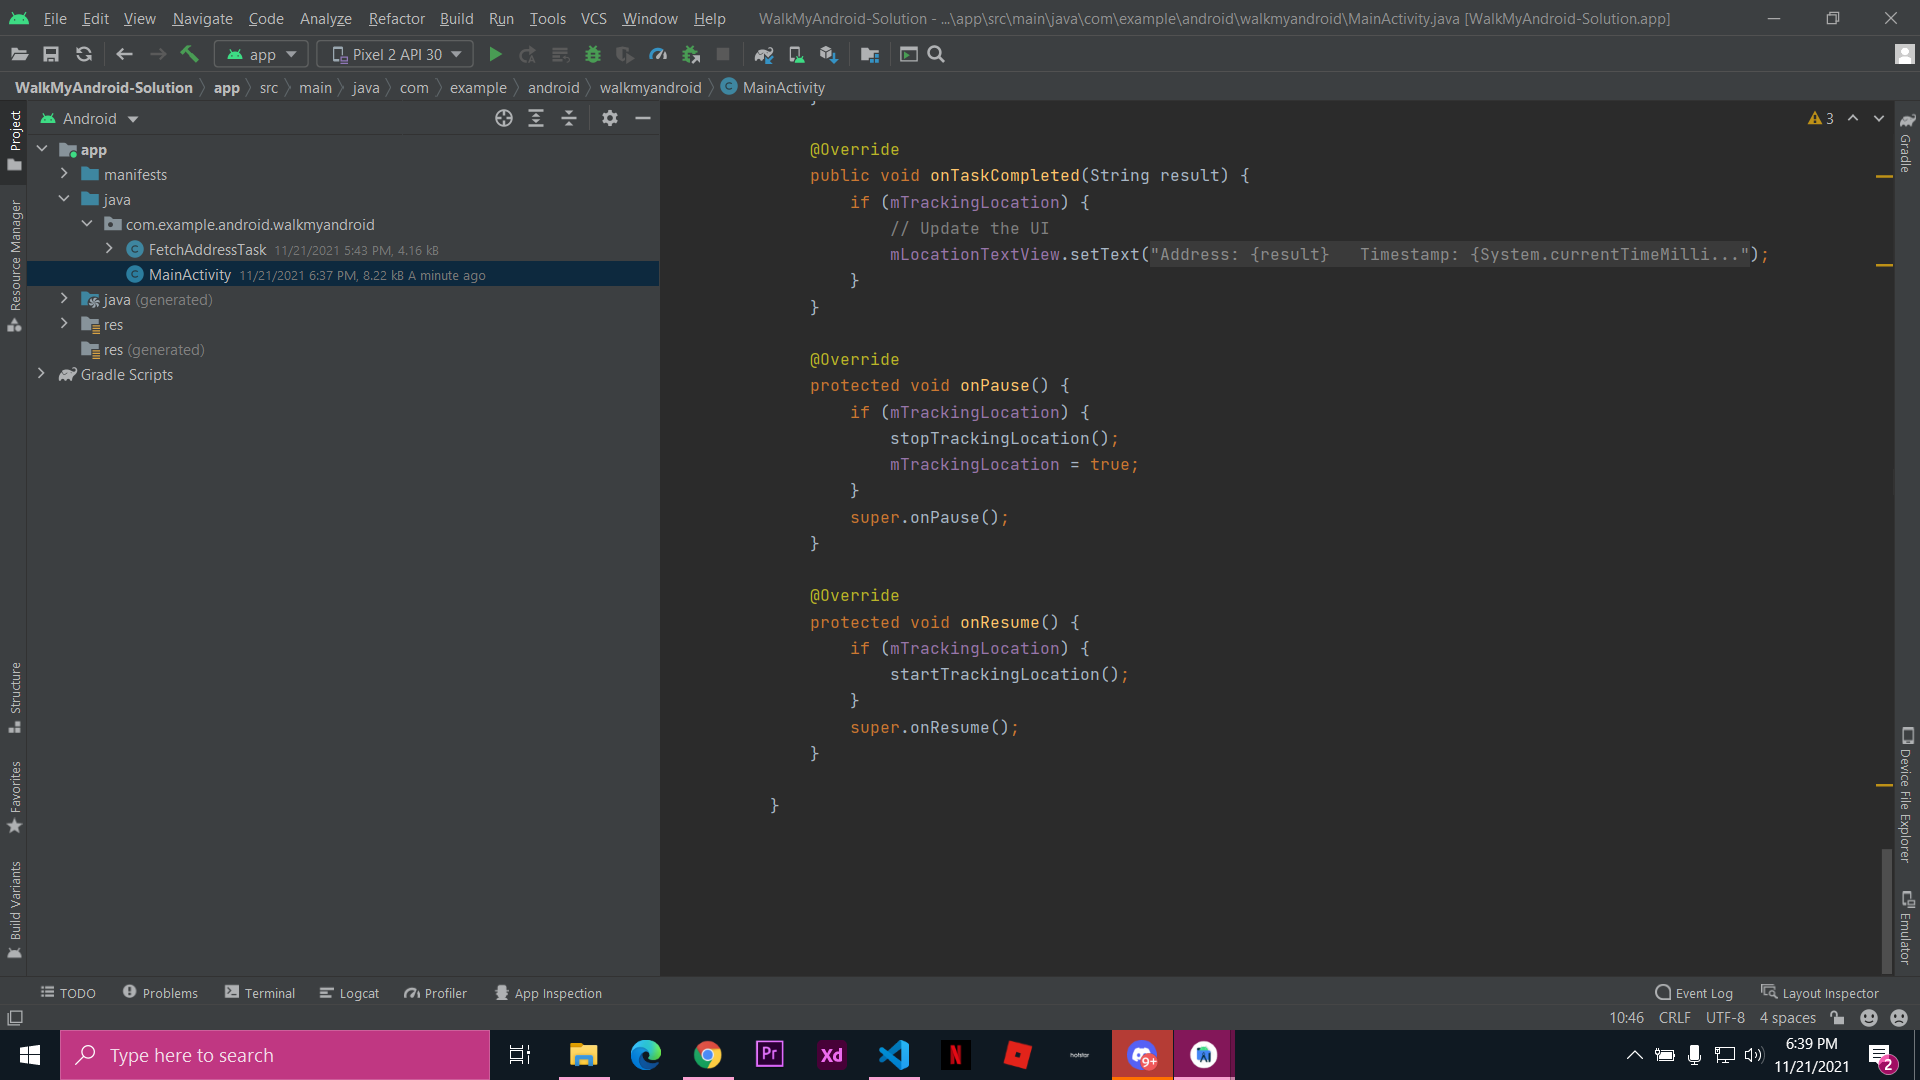 File Edit View Navigate Code Analyze Refactor Build Run Tools VCS Window Help WalkMyAndroid-Solution - ...\app\src\main\java\com\example\android\walkmyandroid\MainActivity.java [WalkMyAndroid-Solution.app]
app Pixel 2 API 30
WalkMyAndroid-Solution app src main java com example android walkmyandroid C MainActivity
Project
Android
app
manifests
java
com.example.android.walkmyandroid
C FetchAddressTask 11/21/2021 5:43 PM, 4.16 kB
C MainActivity 11/21/2021 6:37 PM, 8.22 kB A minute ago
java (generated)
res
res (generated)
Gradle Scripts
Resource Manager
Structure
Favorites
Build Variants
3
}
@Override
public void onTaskCompleted(String result) {
if (mTrackingLocation) {
// Update the UI
mLocationTextView.setText("Address: {result}   Timestamp: {System.currentTimeMilli...");
}
}
@Override
protected void onPause() {
if (mTrackingLocation) {
stopTrackingLocation();
mTrackingLocation = true;
}
super.onPause();
}
@Override
protected void onResume() {
if (mTrackingLocation) {
startTrackingLocation();
}
super.onResume();
}
}
Gradle
Device File Explorer
Emulator
TODO Problems Terminal Logcat Profiler App Inspection Event Log Layout Inspector
10:46 CRLF UTF-8 4 spaces
Type here to search Pr Xd N hotstar 9+ 6:39 PM
11/21/2021 2